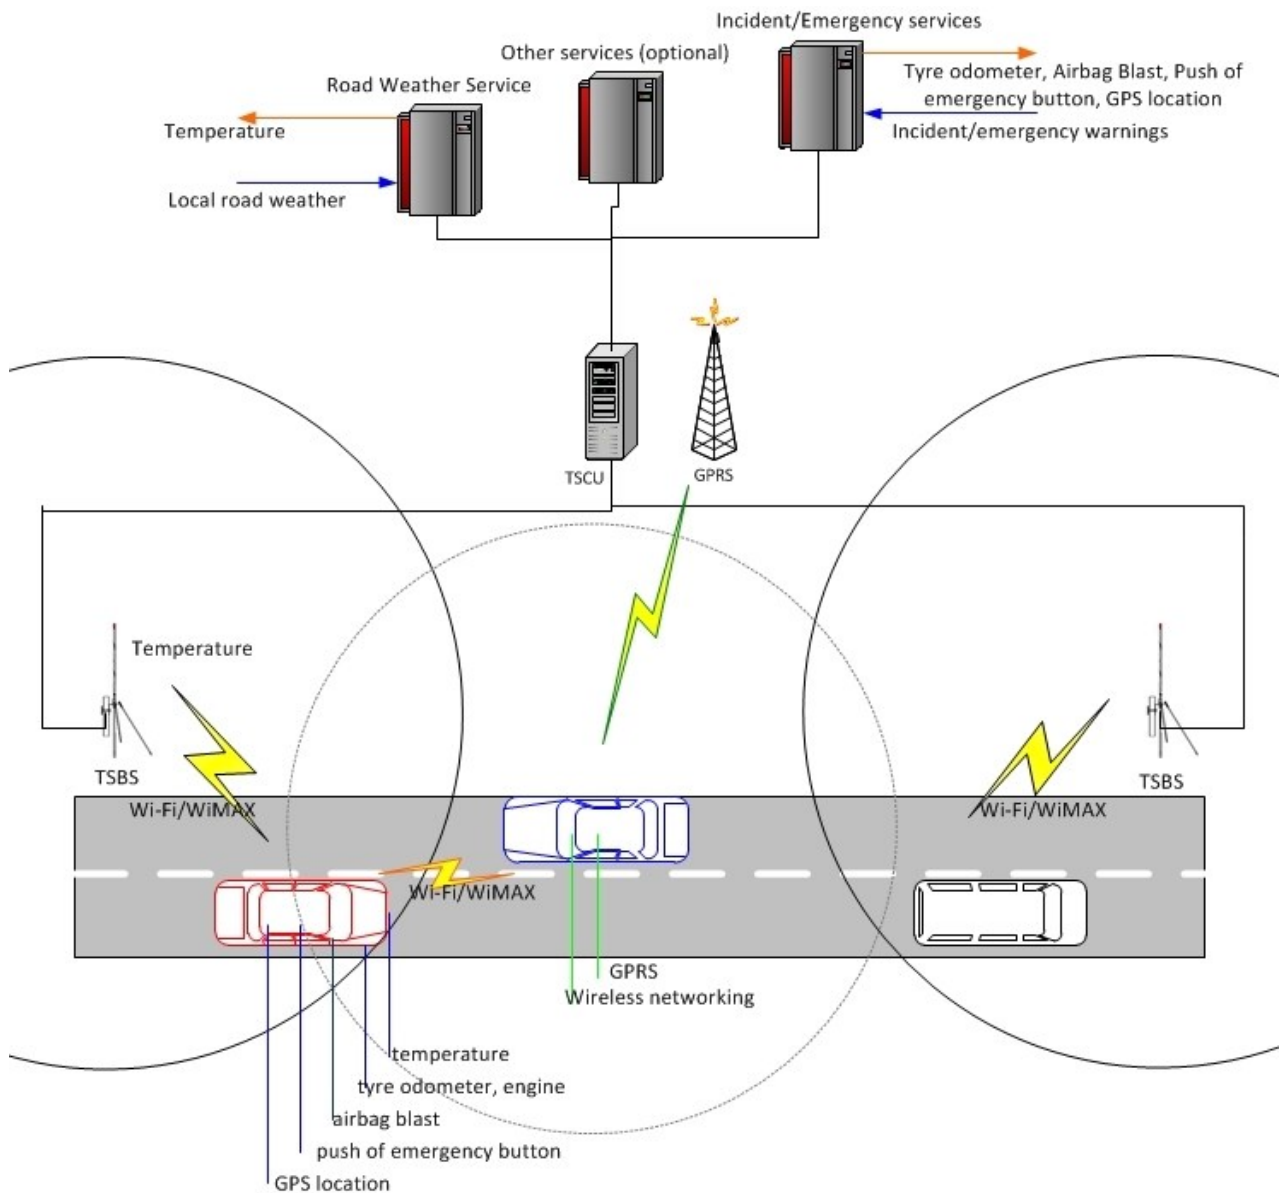 Incident/Emergency services
Other services (optional)
Road Weather Service
Tyre odometer, Airbag Blast, Push of
emergency button, GPS location
Temperature
Incident/emergency warnings
Local road weather
TSCU
GPRS
Temperature
TSBS
TSBS
Wi-Fi/WiMAX
Wi-Fi/WiMAX
Wi-Fi/WiMAX
GPRS
Wireless networking
temperature
tyre odometer, engine
airbag blast
push of emergency button
GPS location